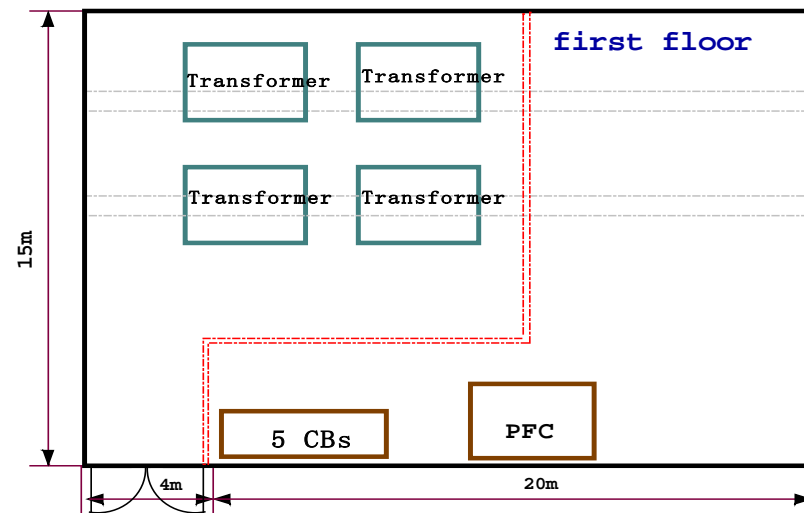 first floor
Transformer
Transformer
Transformer
Transformer
15m
5 CBs
PFC
4m
20m